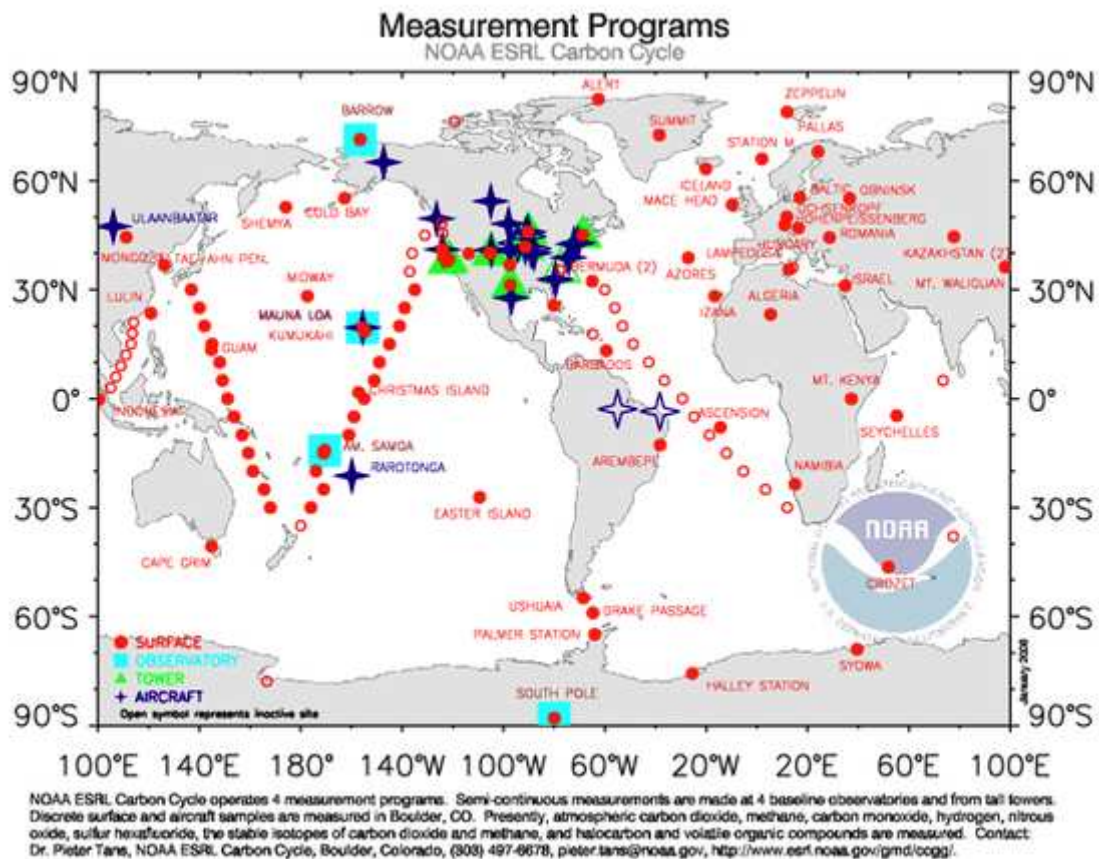 Measurement Programs
NOAA ESRL Carbon Cycle
90°N 90°N
ALERT
ZEPPELIN
BARROW
SUMMIT
PALLAS
STATION M
60°N 60°N
ICELAND
BALTIC OBNINSK
MACE HEAD
SHEMYA
COLD BAY
OCHSENKOPF
HOHENPEISSENBERG
ULAANBAATAR
HUNGARY
ROMANIA
LAMPEDUSA
KAZAKHSTAN (2)
MONGOLIA
TAE-AHN PEN.
BERMUDA (2)
AZORES
ISRAEL
MT. WALIGUAN
MIDWAY
30°N 30°N
LULIN
ALGERIA
IZANA
MAUNA LOA
KUMUKAHI
GUAM
BARBADOS
CHRISTMAS ISLAND
MT. KENYA
0° 0°
INDONESIA
ASCENSION
SEYCHELLES
AM. SAMOA
RAROTONGA
AREMBEPE
NAMIBIA
30°S 30°S
EASTER ISLAND
NOAA
CAPE GRIM
CROZET
USHUAIA
DRAKE PASSAGE
60°S 60°S
PALMER STATION
SURFACE
OBSERVATORY
TOWER
AIRCRAFT
Open symbol represents inactive site
SYOWA
HALLEY STATION
SOUTH POLE
January 2008
90°S 90°S
100°E 140°E 180° 140°W 100°W 60°W 20°W 20°E 60°E 100°E
NOAA ESRL Carbon Cycle operates 4 measurement programs. Semi-continuous measurements are made at 4 baseline observatories and from tall towers.
Discrete surface and aircraft samples are measured in Boulder, CO. Presently, atmospheric carbon dioxide, methane, carbon monoxide, hydrogen, nitrous
oxide, sulfur hexafluoride, the stable isotopes of carbon dioxide and methane, and halocarbon and volatile organic compounds are measured. Contact:
Dr. Pieter Tans, NOAA ESRL Carbon Cycle, Boulder, Colorado, (303) 497-6678, pieter.tans@noaa.gov, http://www.esrl.noaa.gov/gmd/ccgg/.